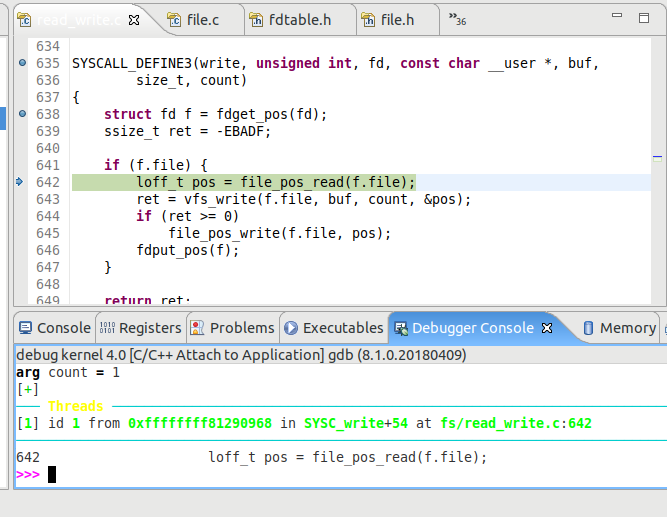 read_write.c file.c fdtable.h file.h »36
634
635 SYSCALL_DEFINE3(write, unsigned int, fd, const char __user *, buf,
636 size_t, count)
637 {
638 struct fd f = fdget_pos(fd);
639 ssize_t ret = -EBADF;
640
641 if (f.file) {
642 loff_t pos = file_pos_read(f.file);
643 ret = vfs_write(f.file, buf, count, &pos);
644 if (ret >= 0)
645 file_pos_write(f.file, pos);
646 fdput_pos(f);
647 }
648
649 return ret;
Console Registers Problems Executables Debugger Console Memory
debug kernel 4.0 [C/C++ Attach to Application] gdb (8.1.0.20180409)
arg count = 1
[+]
Threads
[1] id 1 from 0xffffffff81290968 in SYSC_write+54 at fs/read_write.c:642
642 loff_t pos = file_pos_read(f.file);
>>>